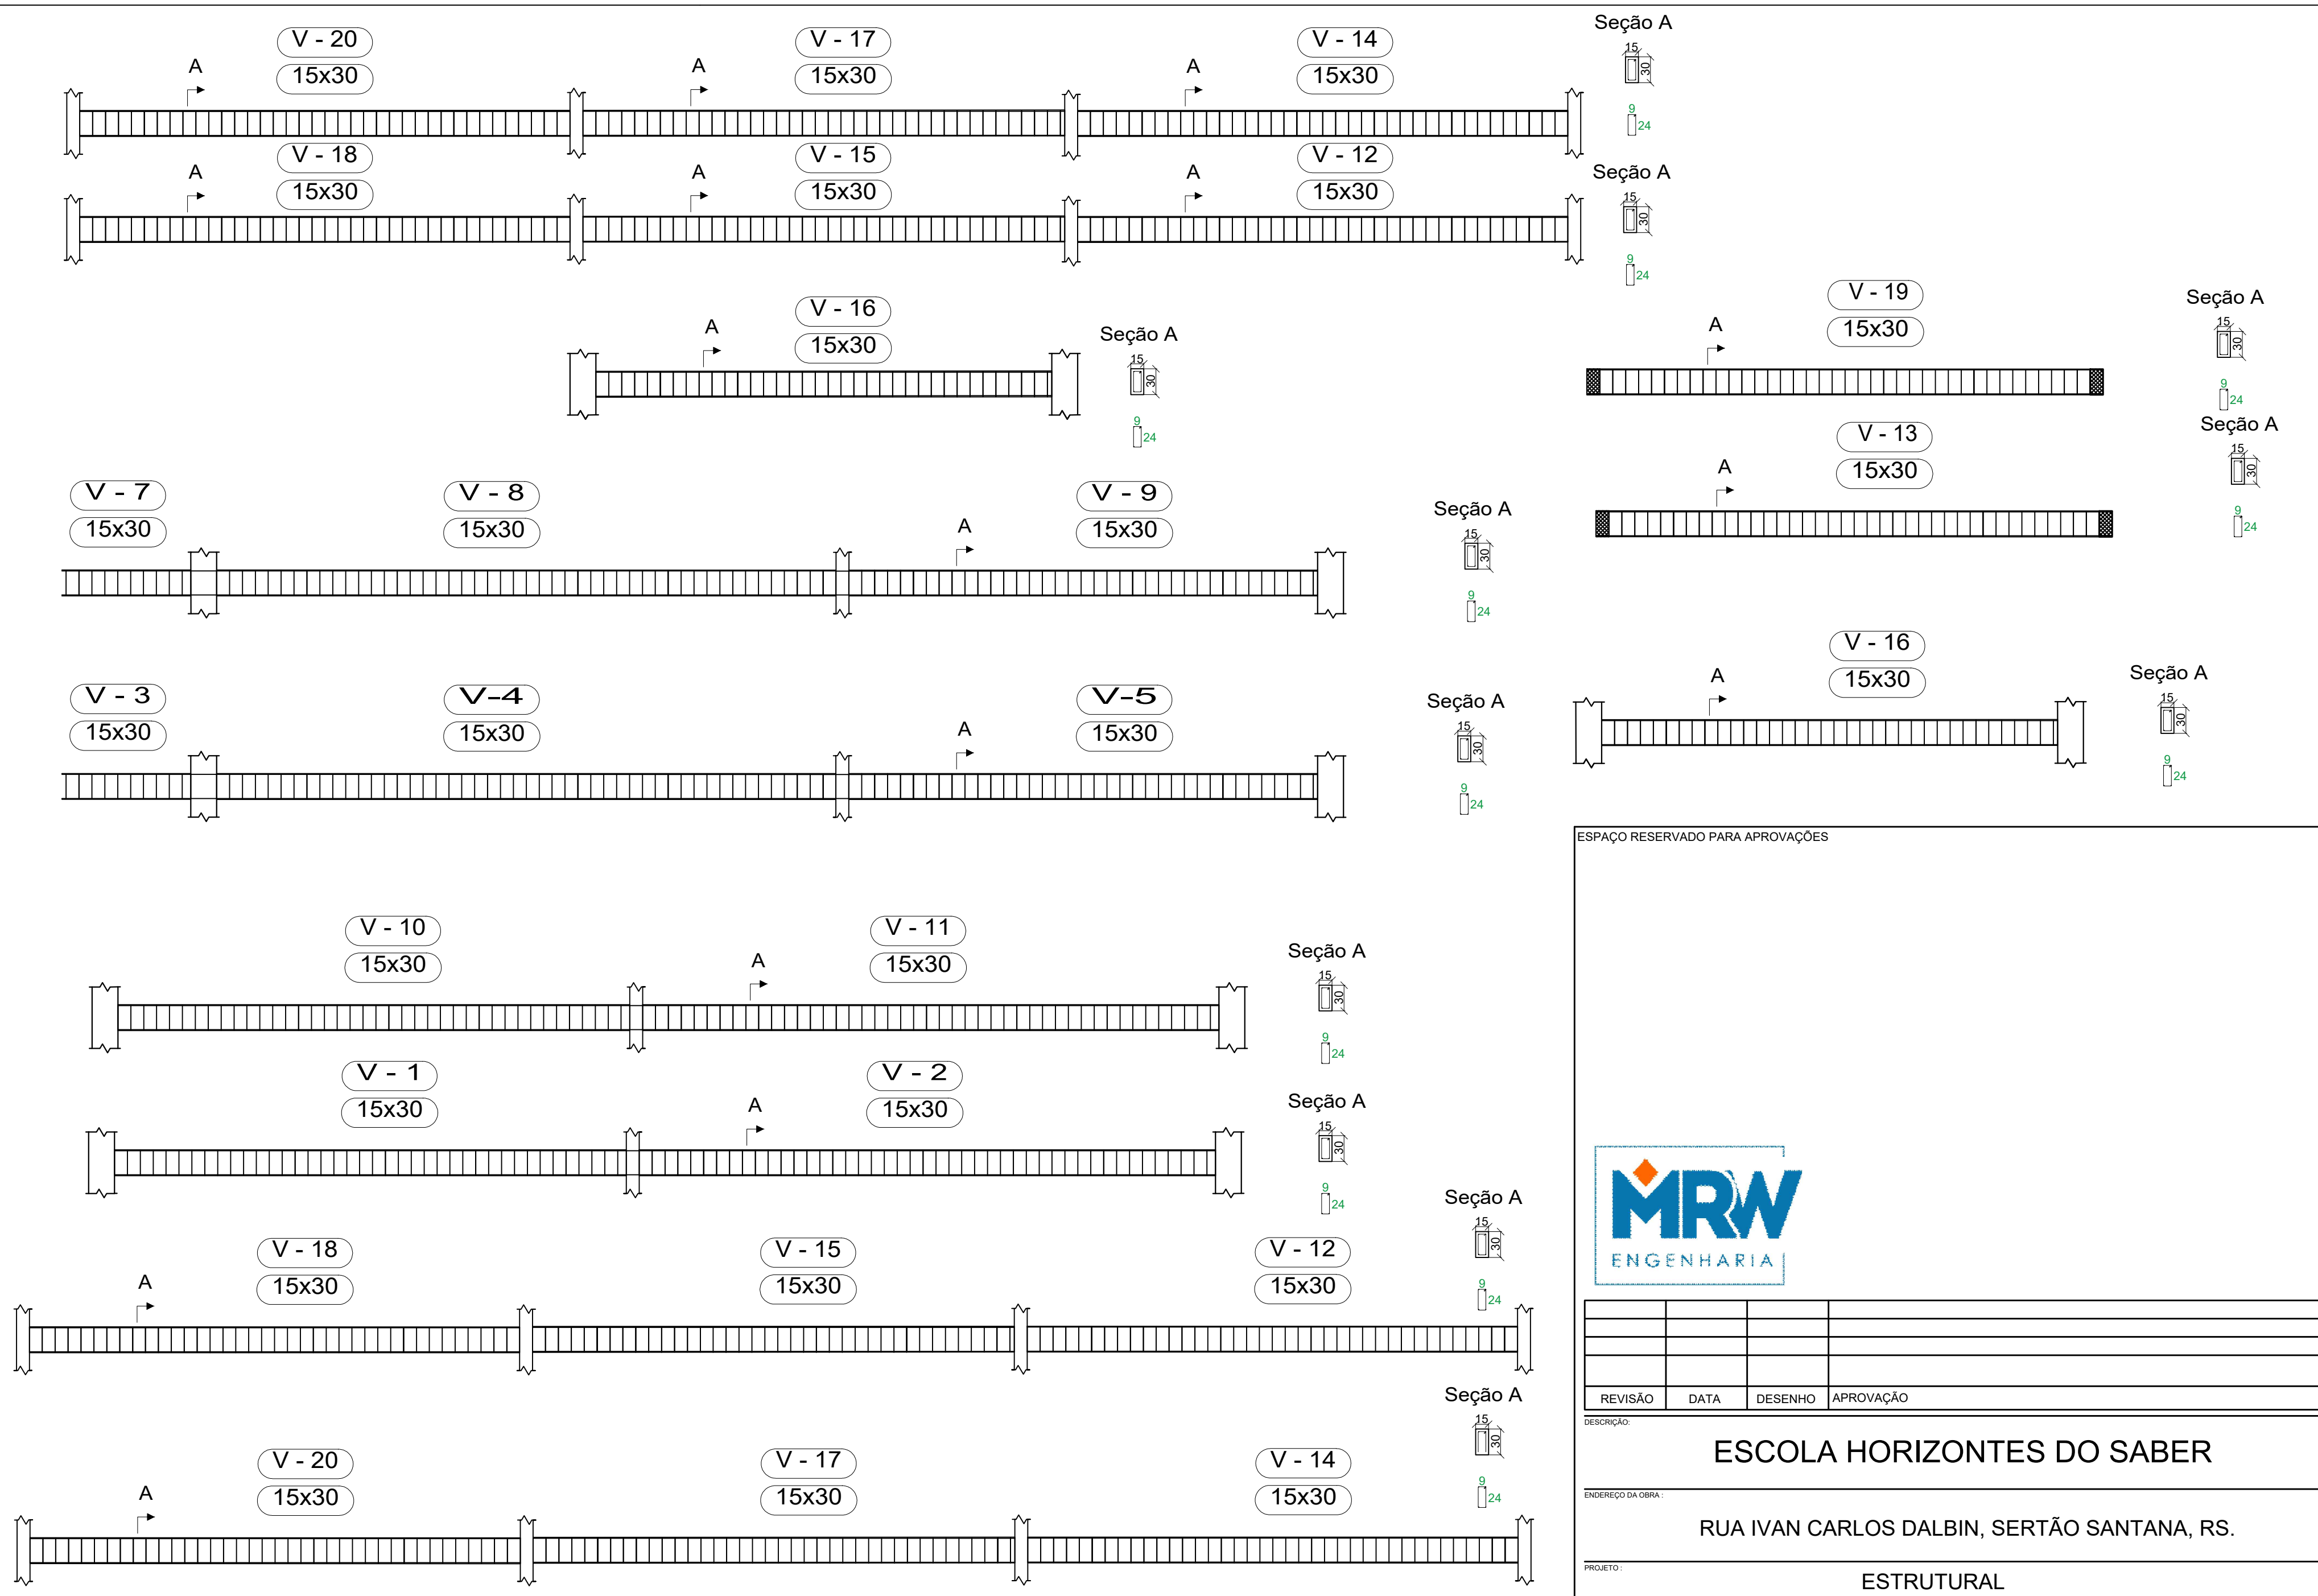 V - 20
V - 17
V - 14
Seção A
15x30
15x30
15x30
A
A
A
15
30
9
24
V - 18
V - 15
V - 12
Seção A
15x30
15x30
15x30
A
A
A
15
30
9
24
V - 16
15x30
A
Seção A
15
30
9
24
V - 19
15x30
A
Seção A
15
30
9
24
V - 13
15x30
A
Seção A
15
30
9
24
V - 7
V - 8
V - 9
15x30
15x30
15x30
A
Seção A
15
30
9
24
V - 3
V-4
V-5
15x30
15x30
15x30
A
Seção A
15
30
9
24
V - 16
15x30
A
Seção A
15
30
9
24
V - 10
V - 11
15x30
15x30
A
Seção A
15
30
9
24
V - 1
V - 2
15x30
15x30
A
Seção A
15
30
9
24
V - 18
V - 15
V - 12
15x30
15x30
15x30
A
Seção A
15
30
9
24
V - 20
V - 17
V - 14
15x30
15x30
15x30
A
Seção A
15
30
9
24
ESPAÇO RESERVADO PARA APROVAÇÕES
MRW
ENGENHARIA
REVISÃO
DATA
DESENHO
APROVAÇÃO
DESCRIÇÃO:
ESCOLA HORIZONTES DO SABER
ENDEREÇO DA OBRA :
RUA IVAN CARLOS DALBIN, SERTÃO SANTANA, RS.
PROJETO :
ESTRUTURAL